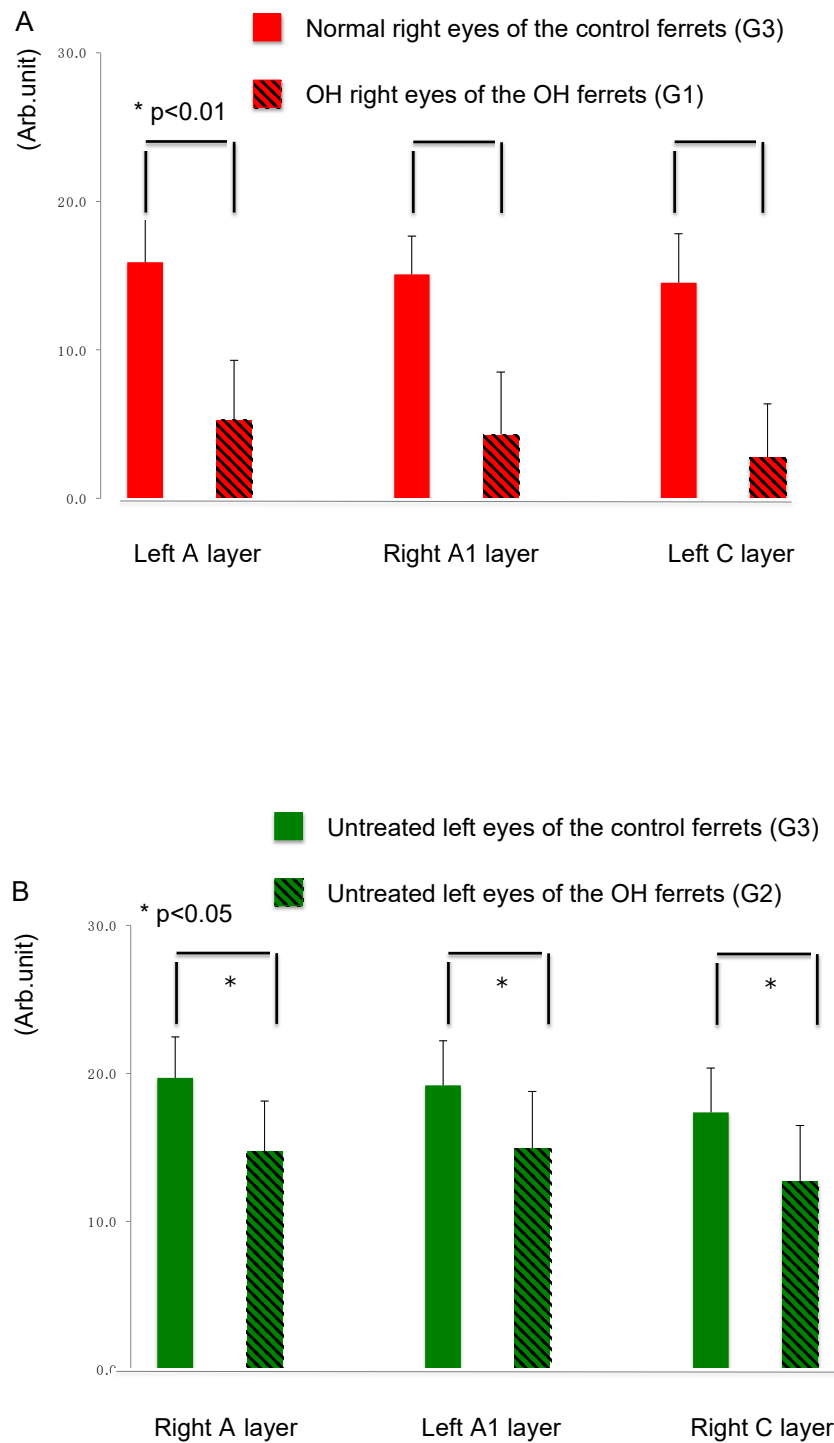 A
Normal right eyes of the control ferrets (G3)
OH right eyes of the OH ferrets (G1)
(Arb.unit)
* p<0.01
30.0
20.0
10.0
0.0
Left A layer
Right A1 layer
Left C layer
Untreated left eyes of the control ferrets (G3)
B
Untreated left eyes of the OH ferrets (G2)
(Arb.unit)
* p<0.05
30.0
* * *
20.0
10.0
0.0
Right A layer
Left A1 layer
Right C layer